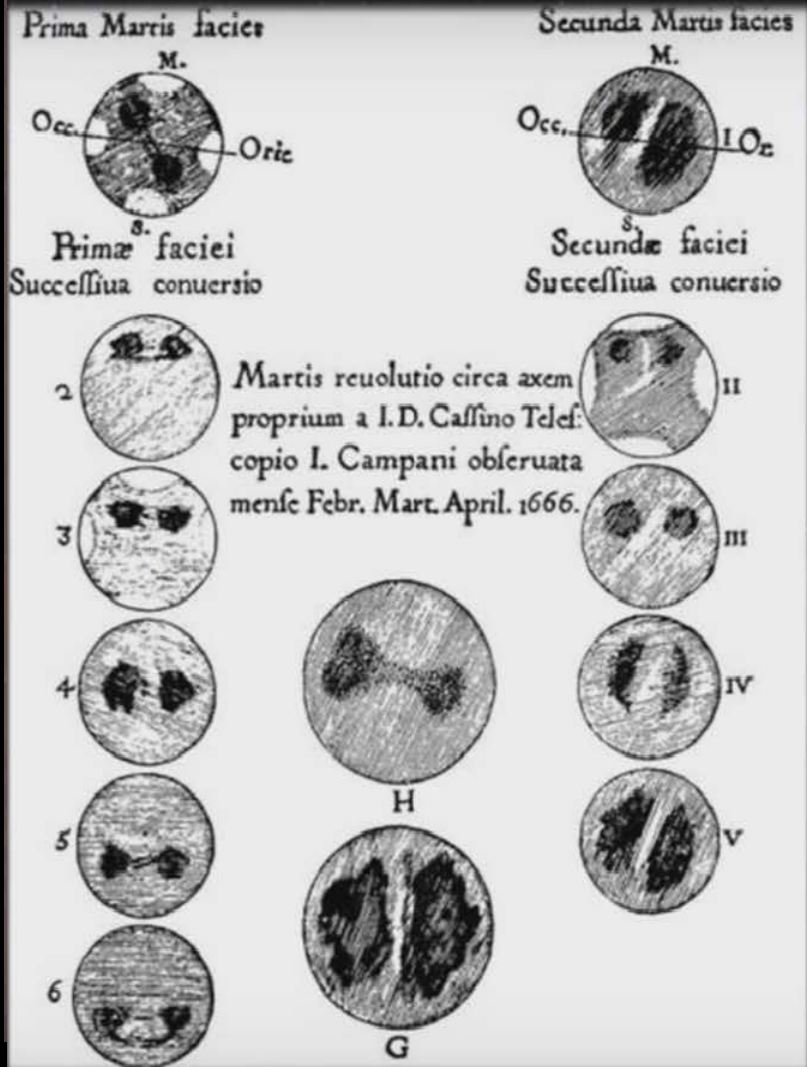 Prima Martis facies
M.
Occ.
Orie
S.
Primæ faciei
Succeſſiua conuersio
2
3
4
5
6
Secunda Martis facies
M.
Occ,
I
Or
S.
Secundæ faciei
Succeſſiua conuersio
II
III
IV
V
Martis reuolutio circa axem
proprium a I.D. Caſſino Teleſ:
copio I. Campani obſeruata
menſe Febr. Mart. April. 1666.
H
G